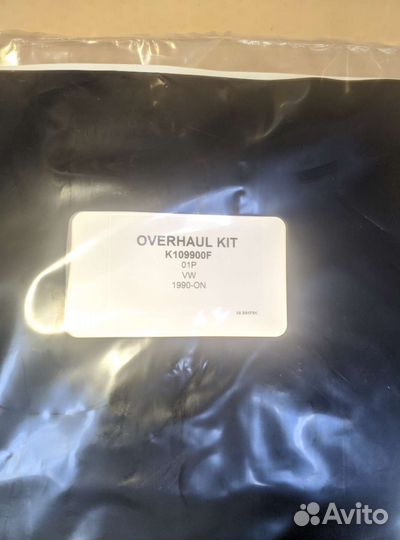 OVERHAUL KIT
K109900F
01P
VW
1990-ON
Avito